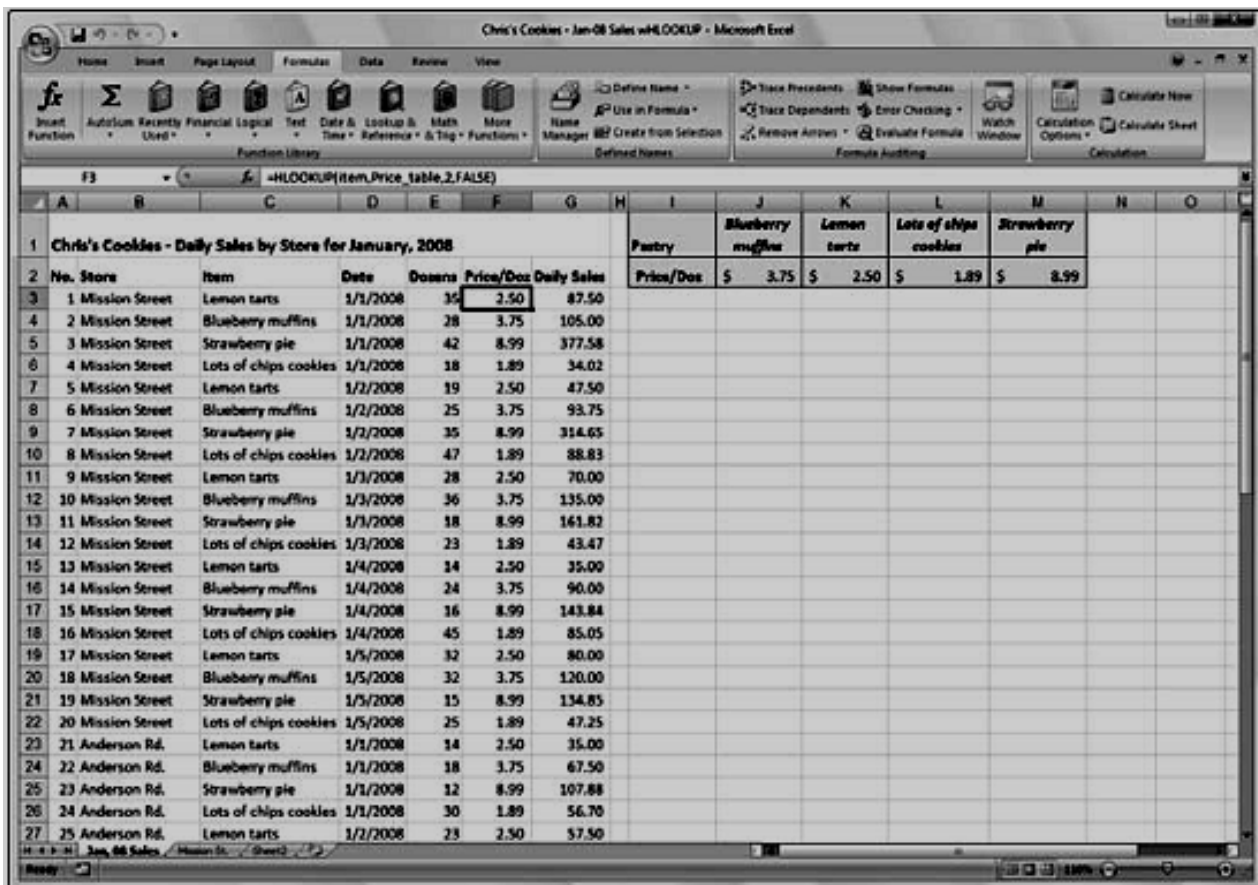 Chris's Cookies - Jan-08 Sales wHLOOKUP - Microsoft Excel
Home Insert Page Layout Formulas Data Review View
fx Insert Function
Σ AutoSum
Recently Used
Financial
Logical
Text
Date & Time
Lookup & Reference
Math & Trig
More Functions
Function Library
Name Manager
Define Name
Use in Formula
Create from Selection
Defined Names
Trace Precedents
Trace Dependents
Remove Arrows
Show Formulas
Error Checking
Evaluate Formula
Watch Window
Formula Auditing
Calculation Options
Calculate Now
Calculate Sheet
Calculation
F3 fx =HLOOKUP(item,Price_table,2,FALSE)
A B C D E F G H I J K L M N O
1 Chris's Cookies - Daily Sales by Store for January, 2008 Pastry Blueberry muffins Lemon tarts Lots of chips cookies Strawberry pie
2 No. Store Item Date Dozens Price/Doz Daily Sales Price/Doz $ 3.75 $ 2.50 $ 1.89 $ 8.99
3 1 Mission Street Lemon tarts 1/1/2008 35 2.50 87.50
4 2 Mission Street Blueberry muffins 1/1/2008 28 3.75 105.00
5 3 Mission Street Strawberry pie 1/1/2008 42 8.99 377.58
6 4 Mission Street Lots of chips cookies 1/1/2008 18 1.89 34.02
7 5 Mission Street Lemon tarts 1/2/2008 19 2.50 47.50
8 6 Mission Street Blueberry muffins 1/2/2008 25 3.75 93.75
9 7 Mission Street Strawberry pie 1/2/2008 35 8.99 314.65
10 8 Mission Street Lots of chips cookies 1/2/2008 47 1.89 88.83
11 9 Mission Street Lemon tarts 1/3/2008 28 2.50 70.00
12 10 Mission Street Blueberry muffins 1/3/2008 36 3.75 135.00
13 11 Mission Street Strawberry pie 1/3/2008 18 8.99 161.82
14 12 Mission Street Lots of chips cookies 1/3/2008 23 1.89 43.47
15 13 Mission Street Lemon tarts 1/4/2008 14 2.50 35.00
16 14 Mission Street Blueberry muffins 1/4/2008 24 3.75 90.00
17 15 Mission Street Strawberry pie 1/4/2008 16 8.99 143.84
18 16 Mission Street Lots of chips cookies 1/4/2008 45 1.89 85.05
19 17 Mission Street Lemon tarts 1/5/2008 32 2.50 80.00
20 18 Mission Street Blueberry muffins 1/5/2008 32 3.75 120.00
21 19 Mission Street Strawberry pie 1/5/2008 15 8.99 134.85
22 20 Mission Street Lots of chips cookies 1/5/2008 25 1.89 47.25
23 21 Anderson Rd. Lemon tarts 1/1/2008 14 2.50 35.00
24 22 Anderson Rd. Blueberry muffins 1/1/2008 18 3.75 67.50
25 23 Anderson Rd. Strawberry pie 1/1/2008 12 8.99 107.88
26 24 Anderson Rd. Lots of chips cookies 1/1/2008 30 1.89 56.70
27 25 Anderson Rd. Lemon tarts 1/2/2008 23 2.50 57.50
Jan, 08 Sales Mission St. Sheet2
Ready 110%